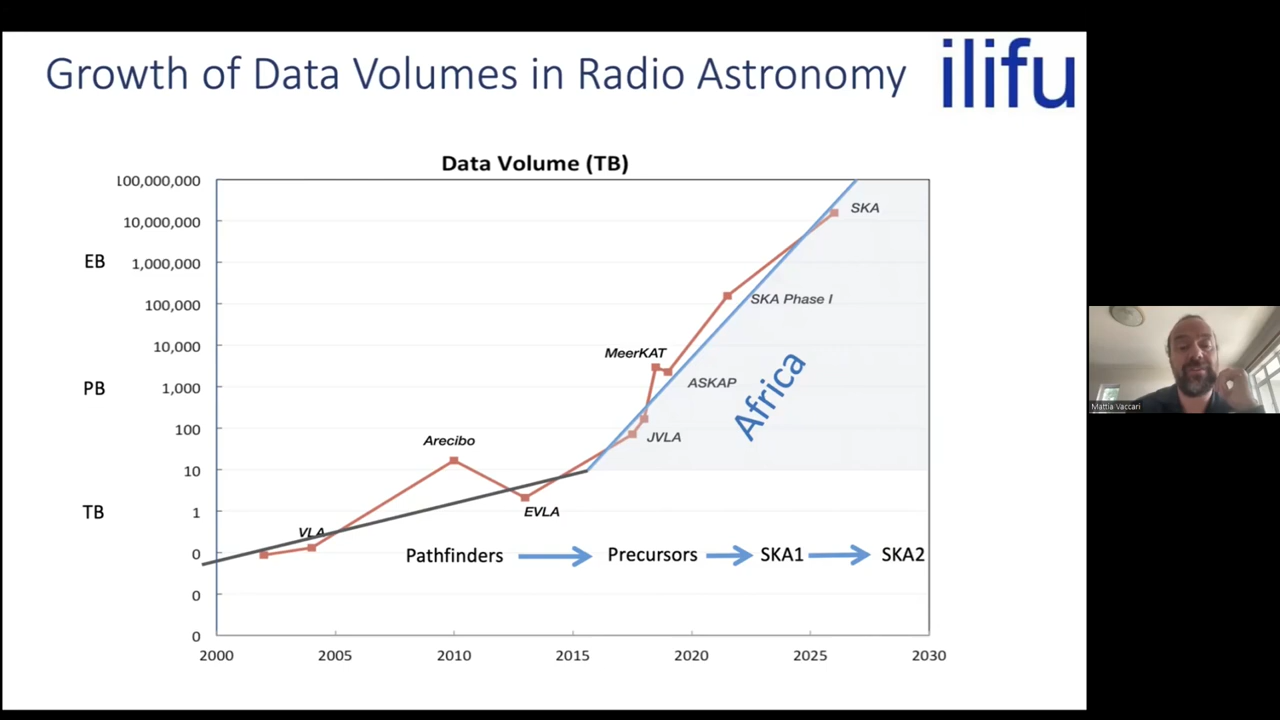 Growth of Data Volumes in Radio Astronomy
ilifu
Data Volume (TB)
100,000,000
10,000,000
SKA
EB
1,000,000
100,000
SKA Phase I
10,000
MeerKAT
PB
1,000
ASKAP
Africa
100
JVLA
Arecibo
10
TB
1
EVLA
VLA
0
Pathfinders
Precursors
SKA1
SKA2
0
0
2000
2005
2010
2015
2020
2025
2030
Mattia Vaccari